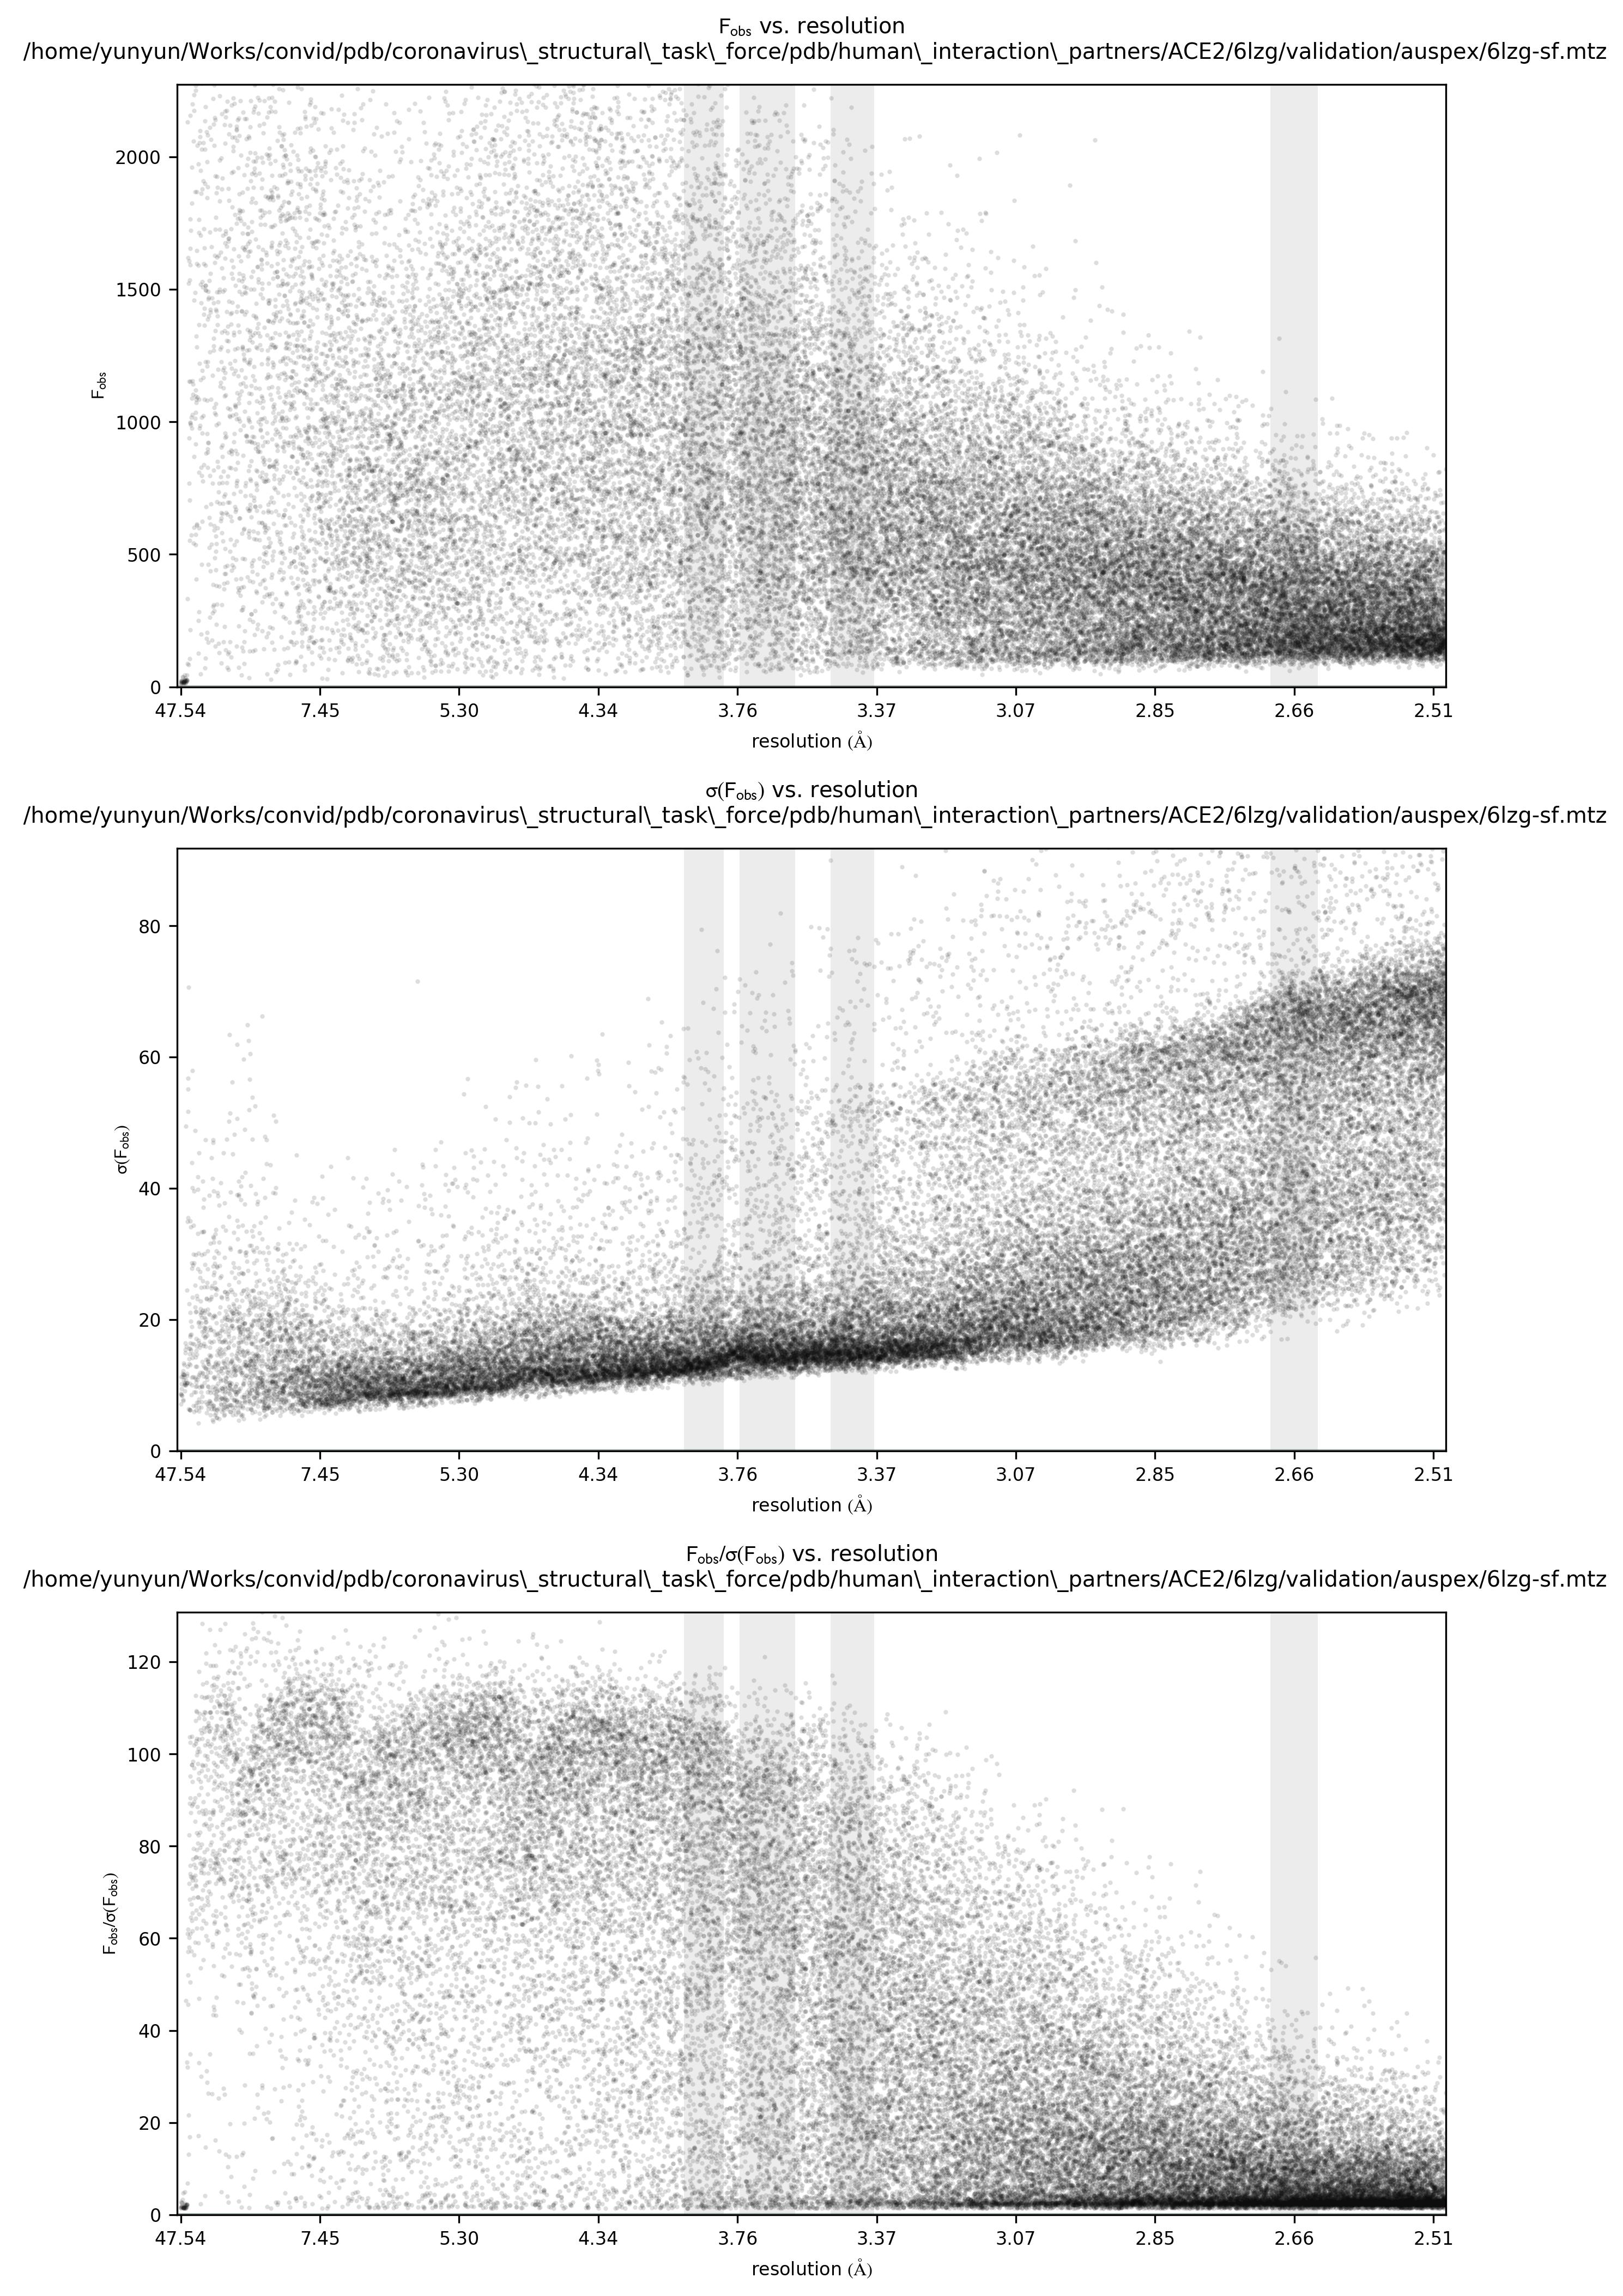 Fobs vs. resolution
/home/yunyun/Works/convid/pdb/coronavirus\_structural\_task\_force/pdb/human\_interaction\_partners/ACE2/6lzg/validation/auspex/6lzg-sf.mtz
2000
1500
1000
500
0
Fobs
47.54 7.45 5.30 4.34 3.76 3.37 3.07 2.85 2.66 2.51
resolution (Å)
σ(Fobs) vs. resolution
/home/yunyun/Works/convid/pdb/coronavirus\_structural\_task\_force/pdb/human\_interaction\_partners/ACE2/6lzg/validation/auspex/6lzg-sf.mtz
80
60
40
20
0
σ(Fobs)
47.54 7.45 5.30 4.34 3.76 3.37 3.07 2.85 2.66 2.51
resolution (Å)
Fobs/σ(Fobs) vs. resolution
/home/yunyun/Works/convid/pdb/coronavirus\_structural\_task\_force/pdb/human\_interaction\_partners/ACE2/6lzg/validation/auspex/6lzg-sf.mtz
120
100
80
60
40
20
0
Fobs/σ(Fobs)
47.54 7.45 5.30 4.34 3.76 3.37 3.07 2.85 2.66 2.51
resolution (Å)